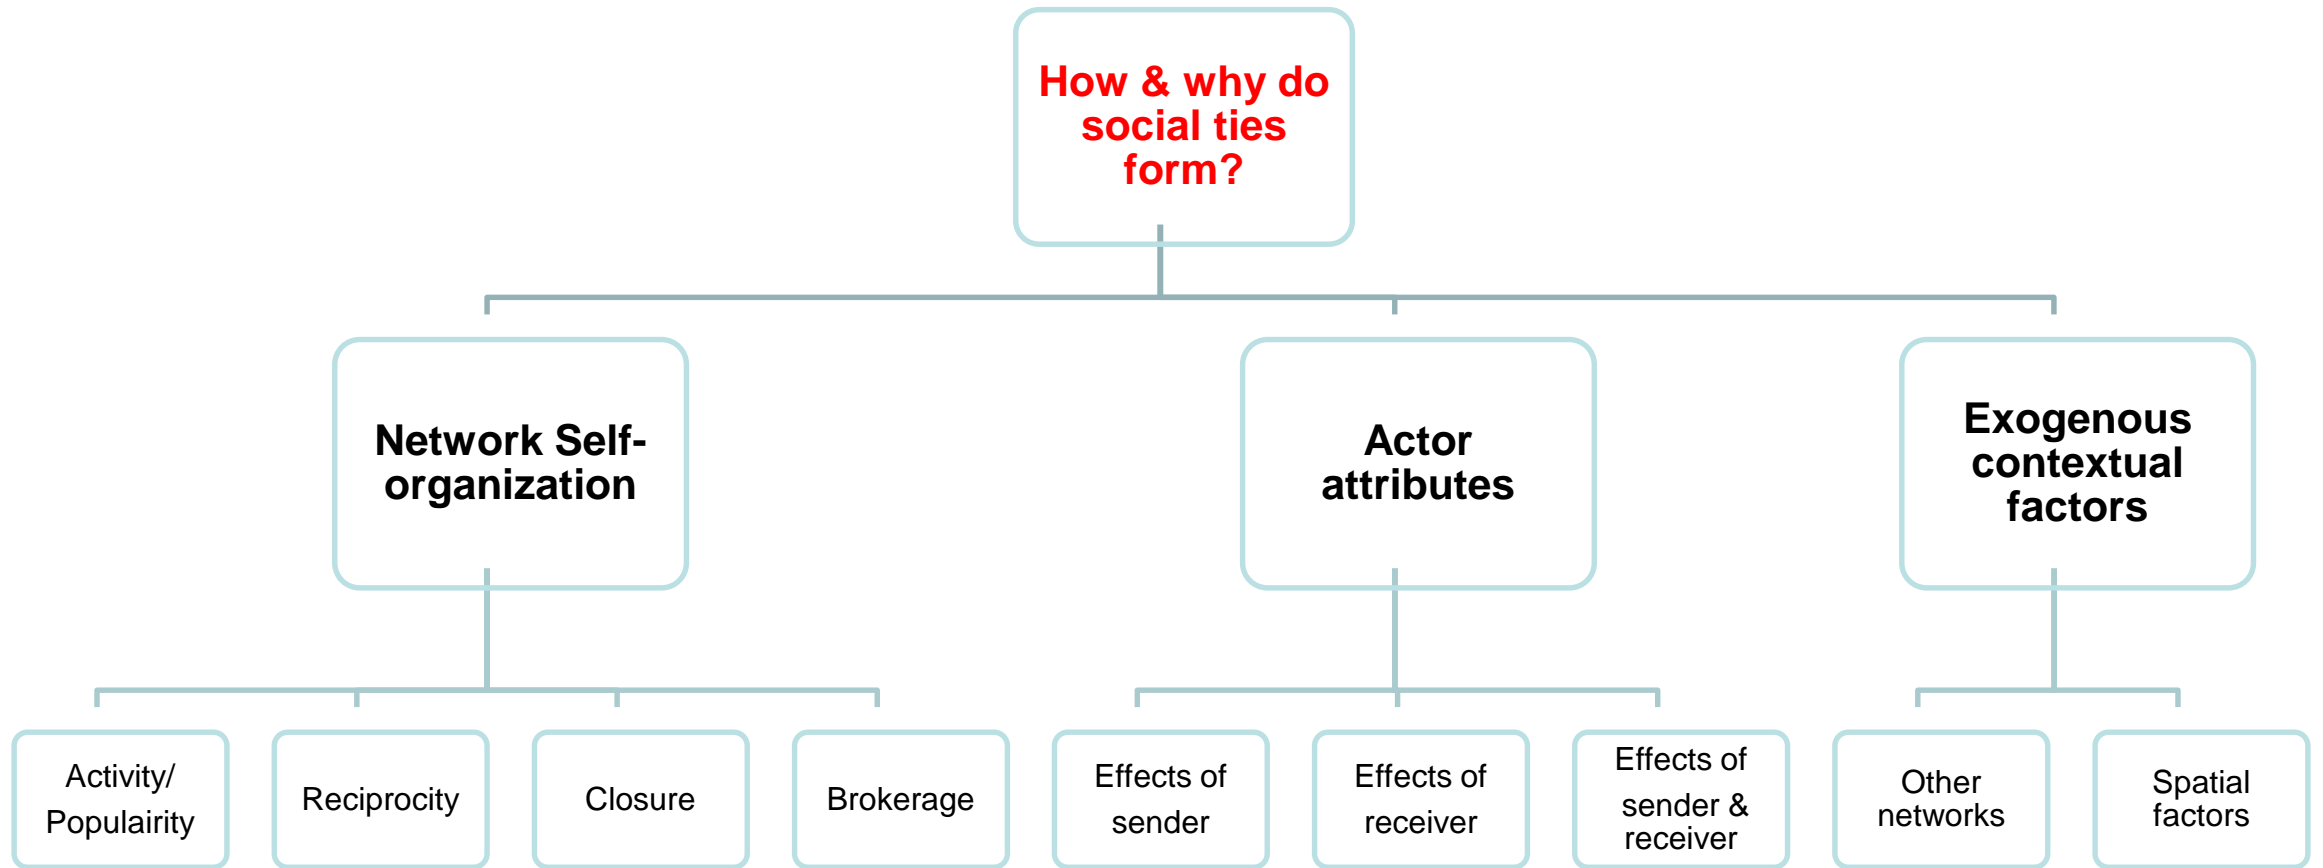 How & why do
social ties
form?
Network Self-
organization
Actor
attributes
Exogenous
contextual
factors
Activity/
Populairity
Reciprocity
Closure
Brokerage
Effects of
sender
Effects of
receiver
Effects of
sender &
receiver
Other
networks
Spatial
factors